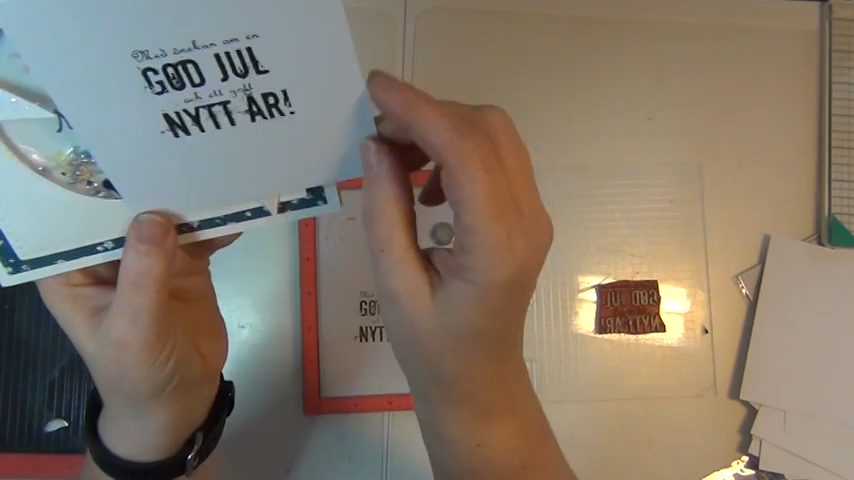 Med önskan om en
GOD JUL
och ett gott
NYTT ÅR!
GOD JUL
NYTT ÅR!